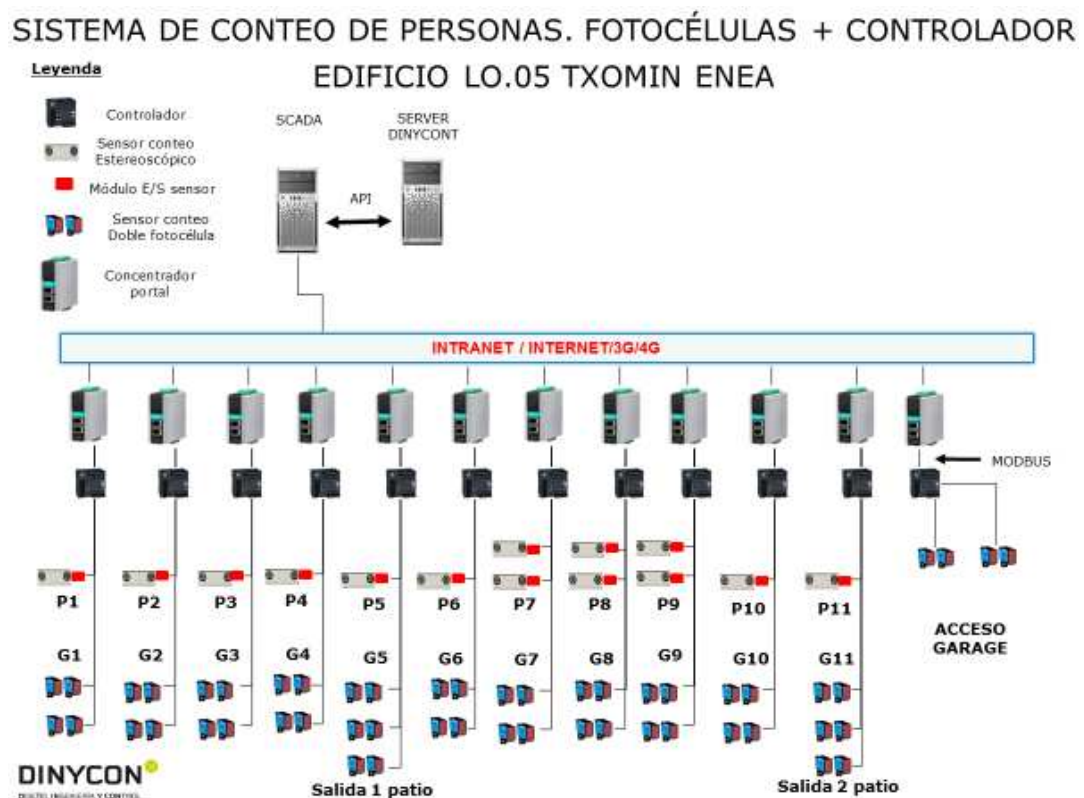 SISTEMA DE CONTEO DE PERSONAS. FOTOCÉLULAS + CONTROLADOR
EDIFICIO LO.05 TXOMIN ENEA
Leyenda
Controlador
Sensor conteo
Estereoscópico
Módulo E/S sensor
Sensor conteo
Doble fotocélula
Concentrador
portal
SCADA
SERVER
DINYCONT
API
INTRANET / INTERNET/3G/4G
MODBUS
P1
P2
P3
P4
P5
P6
P7
P8
P9
P10
P11
ACCESO
GARAGE
G1
G2
G3
G4
G5
G6
G7
G8
G9
G10
G11
Salida 1 patio
Salida 2 patio
DINYCON
INGENIERÍA Y CONTROL